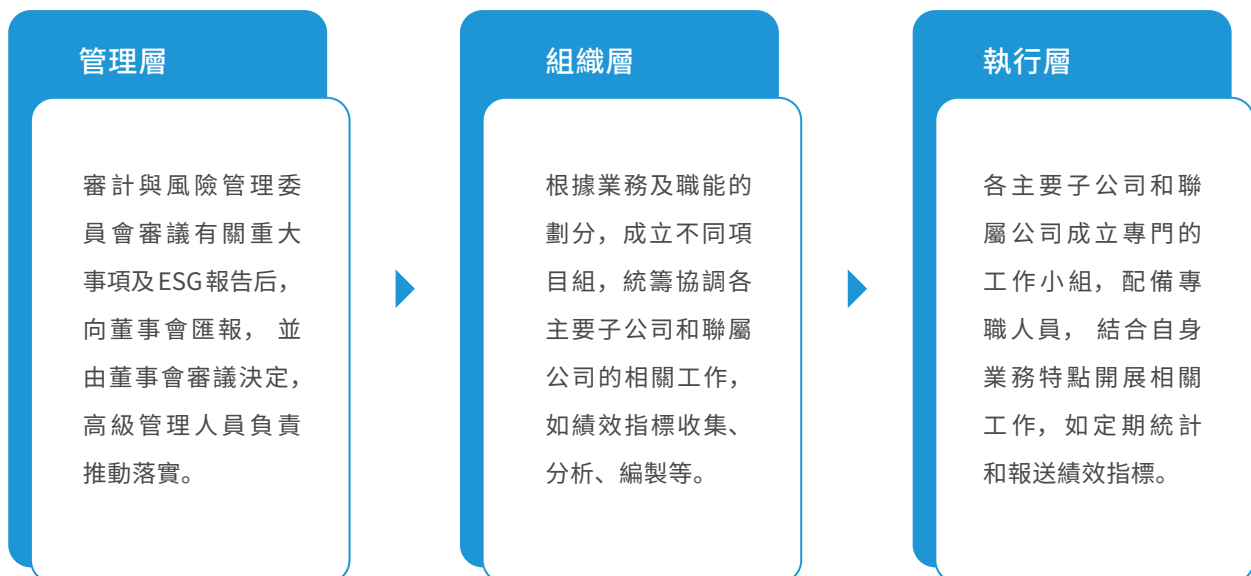 管理層
審計與風險管理委
員會審議有關重大
事項及ESG報告后，
向董事會匯報， 並
由董事會審議決定，
高級管理人員負責
推動落實。
組織層
根據業務及職能的
劃分，成立不同項
目組，統籌協調各
主要子公司和聯屬
公司的相關工作，
如績效指標收集、
分析、編製等。
執行層
各主要子公司和聯
屬公司成立專門的
工作小組，配備專
職人員， 結合自身
業務特點開展相關
工作，如定期統計
和報送績效指標。